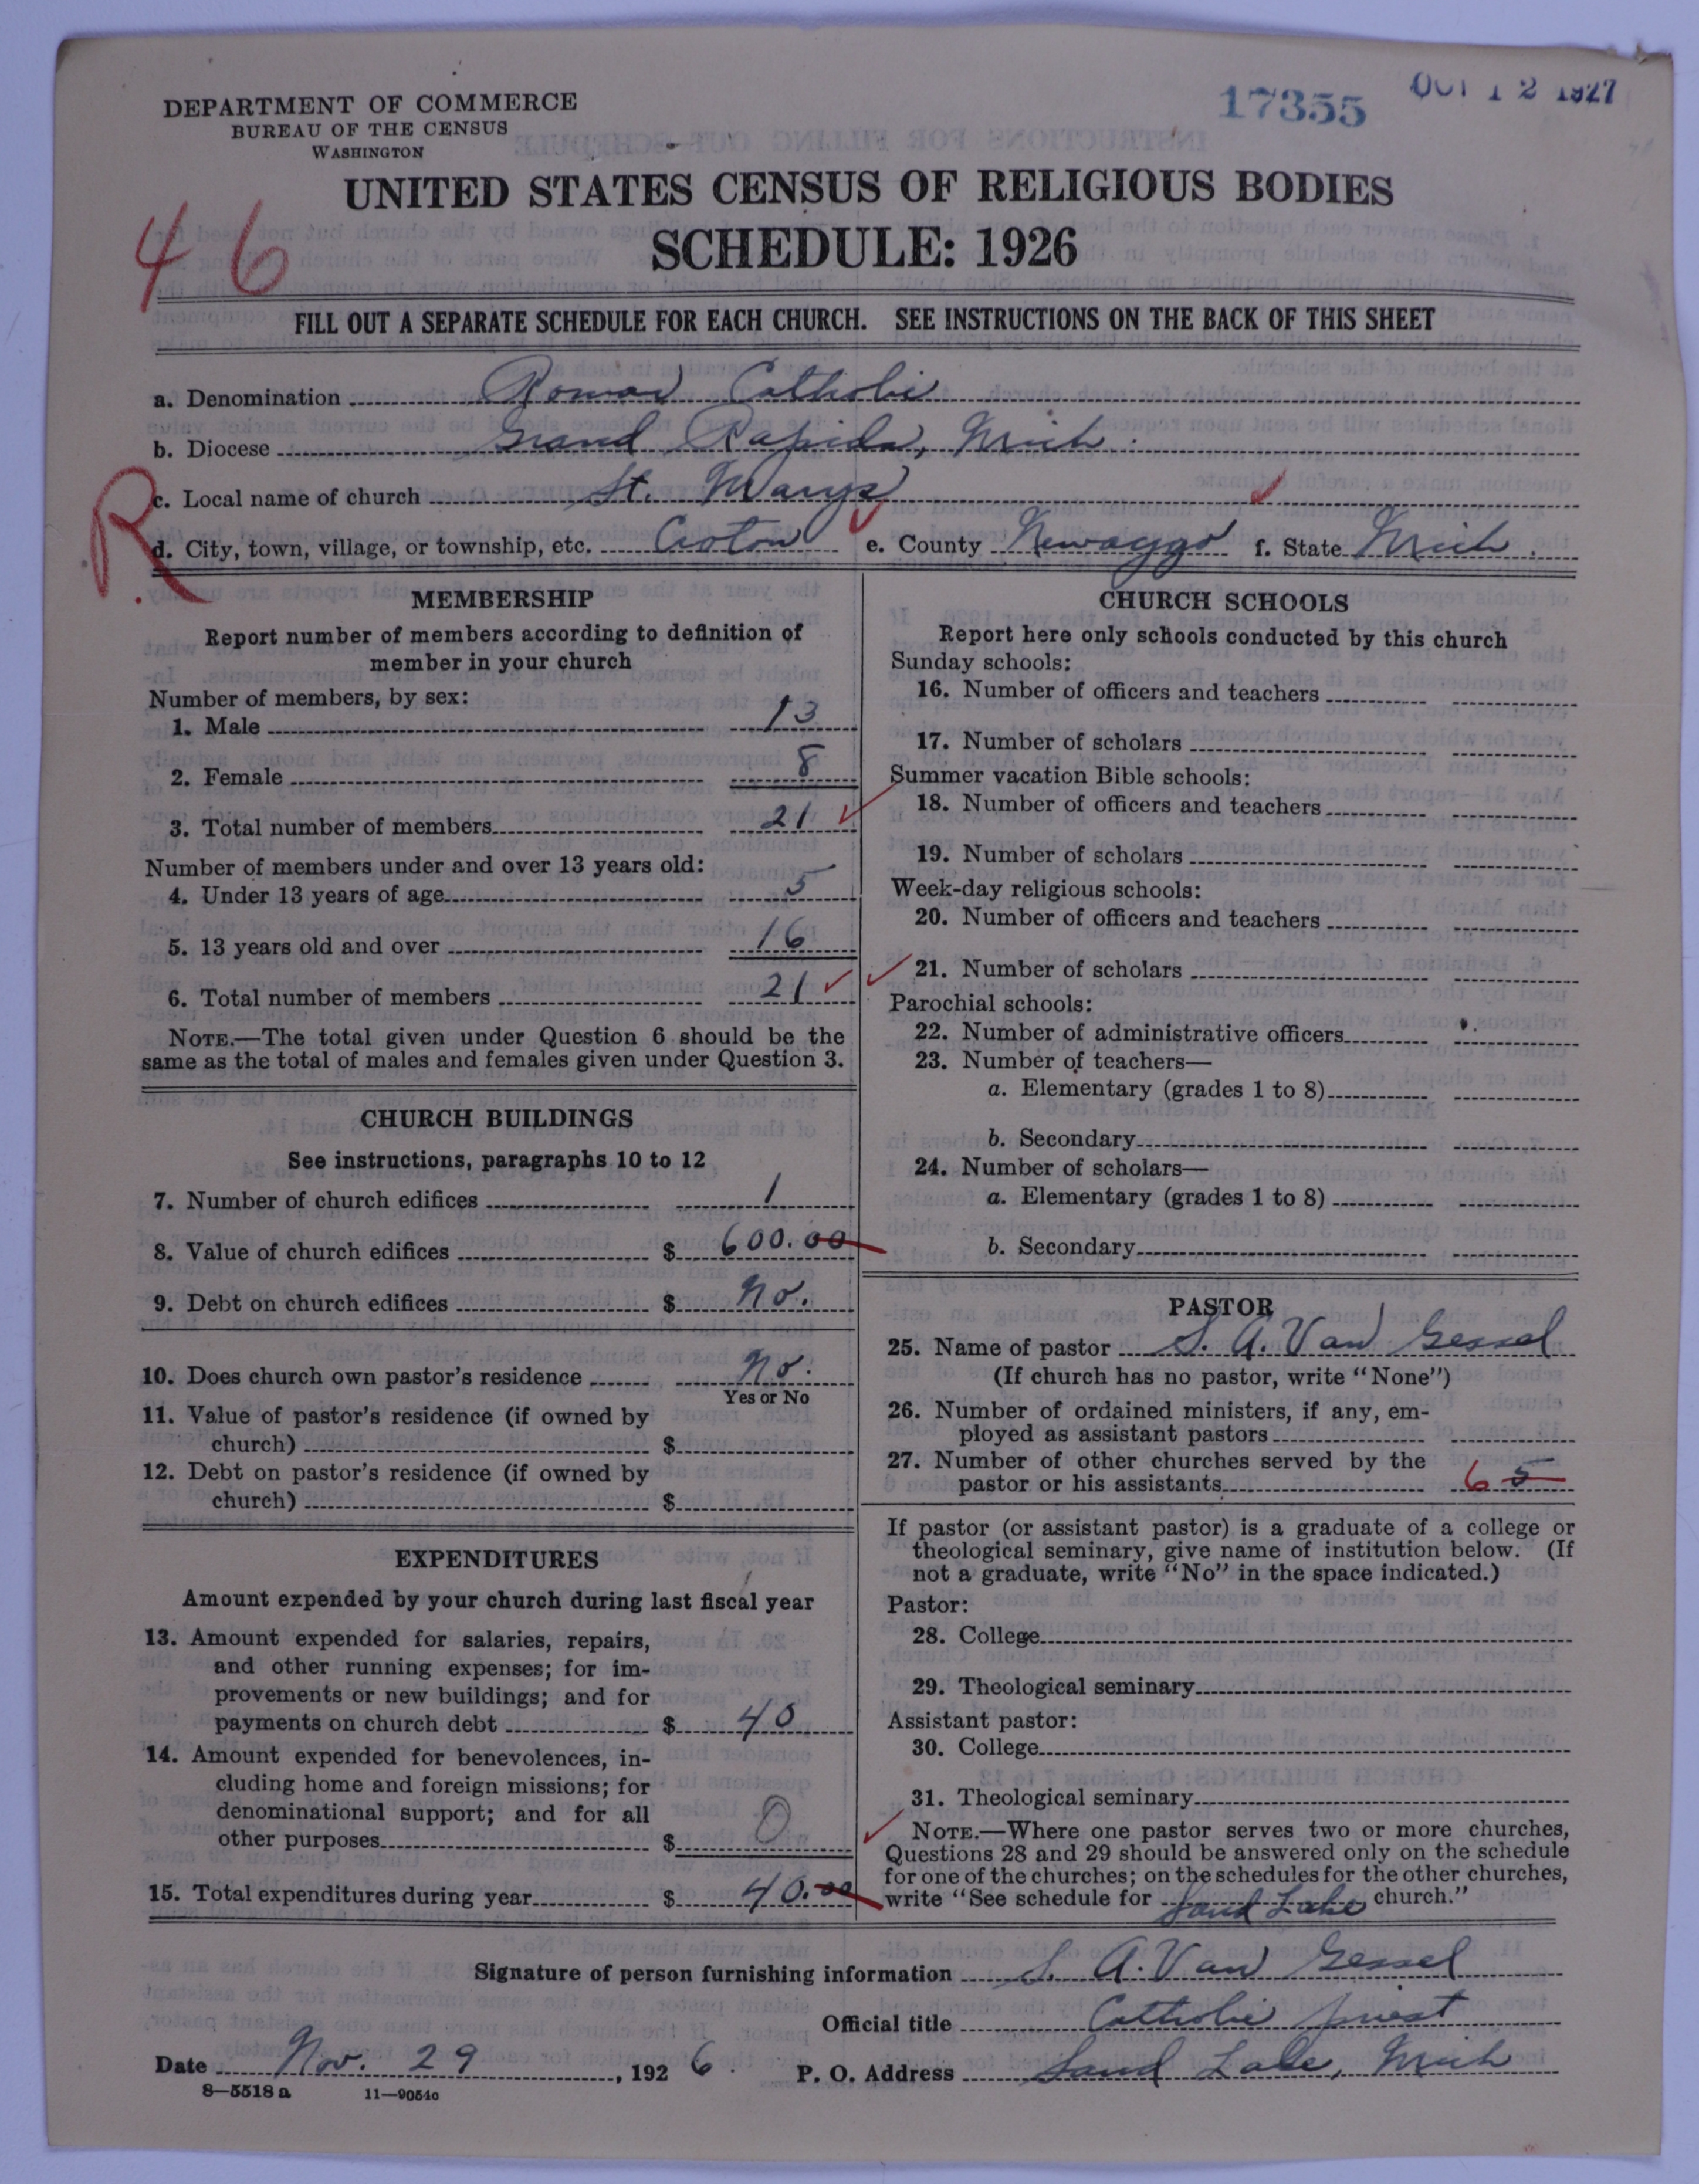 DEPARTMENT OF COMMERCE
BUREAU OF THE CENSUS
WASHINGTON
17355
OCT 12 1927
UNITED STATES CENSUS OF RELIGIOUS BODIES
SCHEDULE: 1926
46
FILL OUT A SEPARATE SCHEDULE FOR EACH CHURCH. SEE INSTRUCTIONS ON THE BACK OF THIS SHEET
a. Denomination Roman Catholic
b. Diocese Grand Rapids, Mich.
R
c. Local name of church St. Marys
d. City, town, village, or township, etc. Croton e. County Newaygo f. State Mich.
MEMBERSHIP
Report number of members according to definition of
member in your church
Number of members, by sex:
1. Male 13
2. Female 8
3. Total number of members 21
Number of members under and over 13 years old:
4. Under 13 years of age 5
5. 13 years old and over 16
6. Total number of members 21
NOTE.—The total given under Question 6 should be the
same as the total of males and females given under Question 3.
CHURCH BUILDINGS
See instructions, paragraphs 10 to 12
7. Number of church edifices 1
8. Value of church edifices $ 600.00
9. Debt on church edifices $ No.
10. Does church own pastor's residence No.
Yes or No
11. Value of pastor's residence (if owned by
church) $
12. Debt on pastor's residence (if owned by
church) $
EXPENDITURES
Amount expended by your church during last fiscal year
13. Amount expended for salaries, repairs,
and other running expenses; for im-
provements or new buildings; and for
payments on church debt $ 40
14. Amount expended for benevolences, in-
cluding home and foreign missions; for
denominational support; and for all
other purposes $ 0
15. Total expenditures during year $ 40.00
CHURCH SCHOOLS
Report here only schools conducted by this church
Sunday schools:
16. Number of officers and teachers
17. Number of scholars
Summer vacation Bible schools:
18. Number of officers and teachers
19. Number of scholars
Week-day religious schools:
20. Number of officers and teachers
21. Number of scholars
Parochial schools:
22. Number of administrative officers
23. Number of teachers—
a. Elementary (grades 1 to 8)
b. Secondary
24. Number of scholars—
a. Elementary (grades 1 to 8)
b. Secondary
PASTOR
25. Name of pastor S. A. Van Gessel
(If church has no pastor, write "None")
26. Number of ordained ministers, if any, em-
ployed as assistant pastors
27. Number of other churches served by the
pastor or his assistants 6 5
If pastor (or assistant pastor) is a graduate of a college or
theological seminary, give name of institution below. (If
not a graduate, write "No" in the space indicated.)
Pastor:
28. College
29. Theological seminary
Assistant pastor:
30. College
31. Theological seminary
NOTE.—Where one pastor serves two or more churches,
Questions 28 and 29 should be answered only on the schedule
for one of the churches; on the schedules for the other churches,
write "See schedule for Sand Lake church."
Signature of person furnishing information S. A. Van Gessel
Official title Catholic priest
Date Nov. 29, 1926. P. O. Address Sand Lake, Mich
8—5518 a 11—9054c